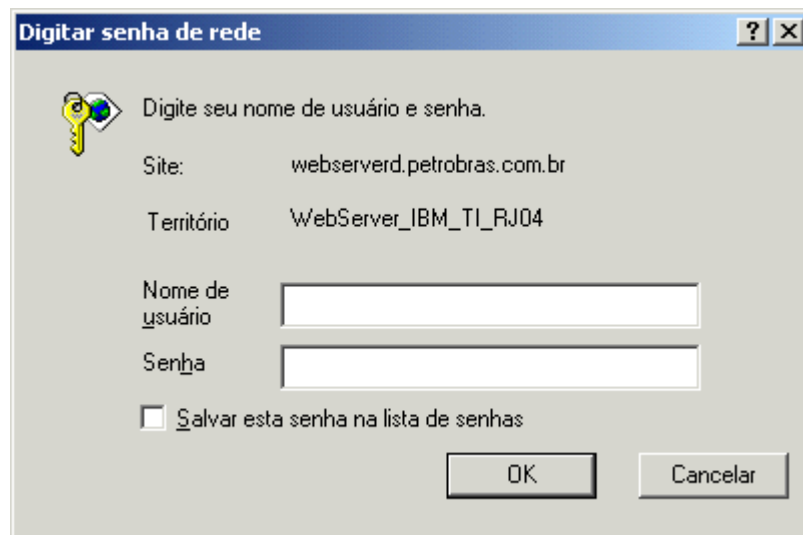 Digitar senha de rede
Digite seu nome de usuário e senha.
Site: webserverd.petrobras.com.br
Território WebServer_IBM_TI_RJ04
Nome de
usuário
Senha
Salvar esta senha na lista de senhas
OK Cancelar